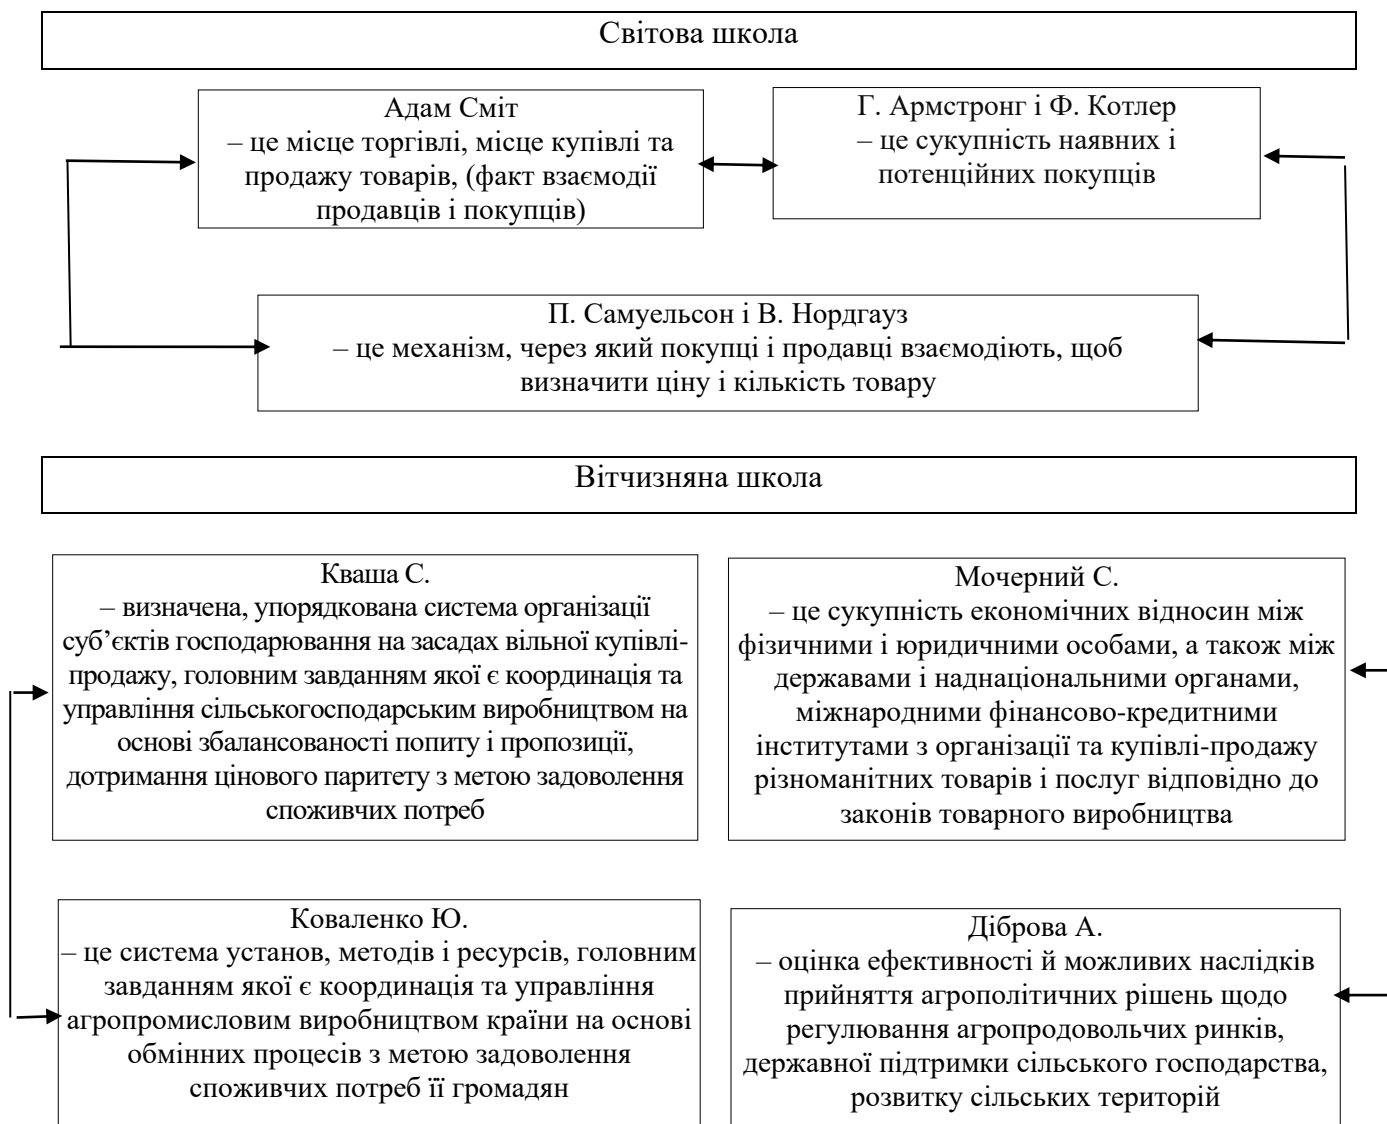 Світова школа
Адам Сміт
– це місце торгівлі, місце купівлі та
продажу товарів, (факт взаємодії
продавців і покупців)
Г. Армстронг і Ф. Котлер
– це сукупність наявних і
потенційних покупців
П. Самуельсон і В. Нордгауз
– це механізм, через який покупці і продавці взаємодіють, щоб
визначити ціну і кількість товару
Вітчизняна школа
Кваша С.
– визначена, упорядкована система організації
суб’єктів господарювання на засадах вільної купівлі-
продажу, головним завданням якої є координація та
управління сільськогосподарським виробництвом на
основі збалансованості попиту і пропозиції,
дотримання цінового паритету з метою задоволення
споживчих потреб
Мочерний С.
– це сукупність економічних відносин між
фізичними і юридичними особами, а також між
державами і наднаціональними органами,
міжнародними фінансово-кредитними
інститутами з організації та купівлі-продажу
різноманітних товарів і послуг відповідно до
законів товарного виробництва
Коваленко Ю.
– це система установ, методів і ресурсів, головним
завданням якої є координація та управління
агропромисловим виробництвом країни на основі
обмінних процесів з метою задоволення
споживчих потреб її громадян
Діброва А.
– оцінка ефективності й можливих наслідків
прийняття агрополітичних рішень щодо
регулювання агропродовольчих ринків,
державної підтримки сільського господарства,
розвитку сільських територій